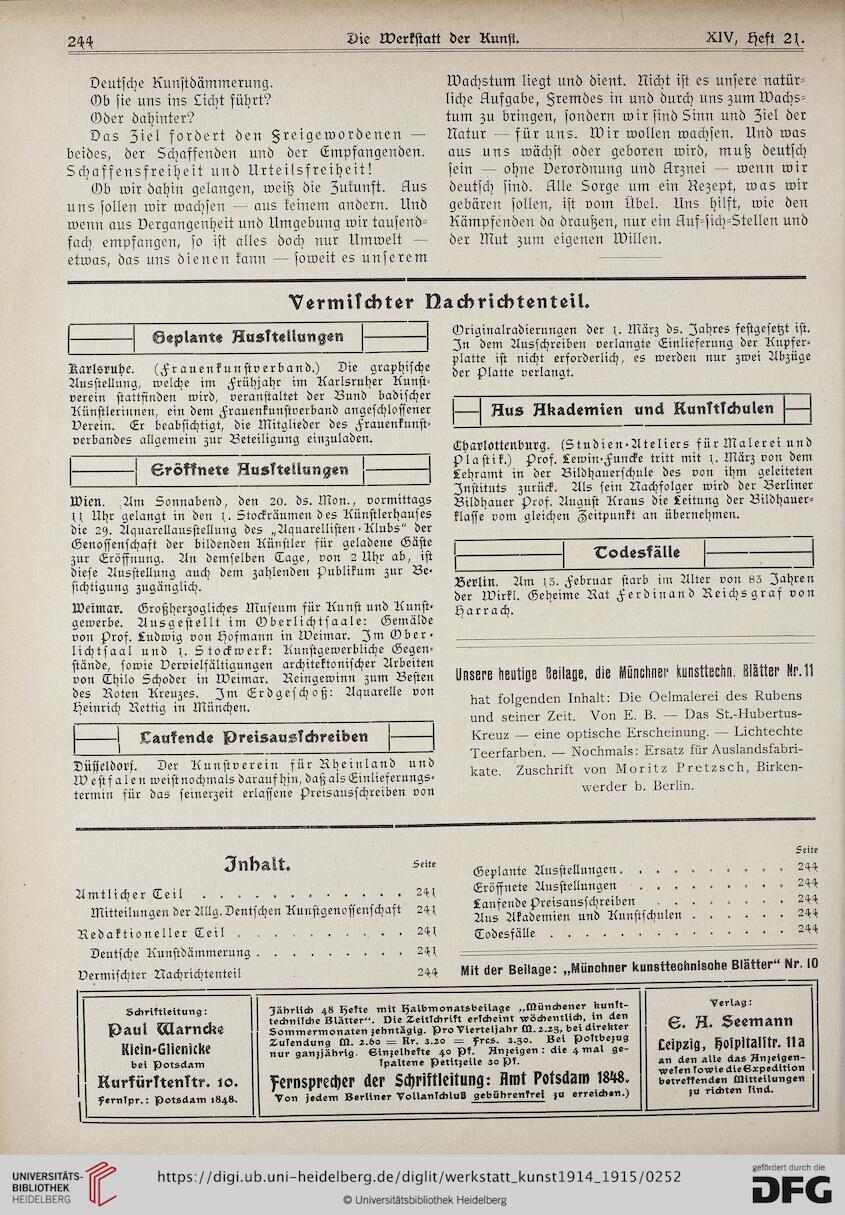 244
Die Werkstatt der Kunst.
XIV, Heft 21.
Deutsche Kunstdämmerung.
Ob sie uns ins Licht führt?
Oder dahinter?
Das Ziel fordert den Freigewordenen —
beides, der Schaffenden und der Empfangenden.
Schaffensfreiheit und Urteilsfreiheit!
Ob wir dahin gelangen, weiß die Zukunft. Aus
uns sollen wir wachsen — aus keinem andern. Und
wenn aus Vergangenheit und Umgebung wir tausend-
fach empfangen, so ist alles doch nur Umwelt —
etwas, das uns dienen kann — soweit es unserem
Wachstum liegt und dient. Nicht ist es unsere natür-
liche Aufgabe, Fremdes in und durch uns zum Wachs-
tum zu bringen, sondern wir sind Sinn und Ziel der
Natur — für uns. Wir wollen wachsen. Und was
aus uns wächst oder geboren wird, muß deutsch
sein — ohne Verordnung und Arznei — wenn wir
deutsch sind. Alle Sorge um ein Rezept, was wir
gebären sollen, ist vom Übel. Uns hilft, wie den
Kämpfenden da draußen, nur ein Auf-sich-Stellen und
der Mut zum eigenen Willen.
Vermischter Nachrichtenteil.
Geplante Ausstellungen
Karlsruhe. (Frauenkunstverband.) Die graphische
Ausstellung, welche im Frühjahr im Karlsruher Kunst-
verein stattfinden wird, veranstaltet der Bund badischer
Künstlerinnen, ein dem Frauenkunstverband angeschlossener
Verein. Er beabsichtigt, die Mitglieder des Frauenkunst-
verbandes allgemein zur Beteiligung einzuladen.
Eröffnete Ausstellungen
Wien. Am Sonnabend, den 20. ds. Mon., vormittags
11 Uhr gelangt in den 1. Stockräumen des Künstlerhauses
die 29. Aquarellausstellung des „Aquarellisten-Klubs" der
Genossenschaft der bildenden Künstler für geladene Gäste
zur Eröffnung. An demselben Tage, von 2 Uhr ab, ist
diese Ausstellung auch dem zahlenden Publikum zur Be-
sichtigung zugänglich.
Weimar. Großherzogliches Museum für Kunst und Kunst-
gewerbe. Ausgestellt im Oberlichtsaale: Gemälde
von Prof. Ludwig von Hofmann in Weimar. Im Ober-
lichtsaal und 1. Stockwerk: Kunstgewerbliche Gegen-
stände, sowie Vervielfältigungen architektonischer Arbeiten
von Thilo Schoder in Weimar. Reingewinn zum Besten
des Roten Kreuzes. Im Erdgeschoß: Aquarelle von
Heinrich Rettig in München.
Laufende Preisausschreiben
Düsseldorf. Der Kunstverein für Rheinland und
Westfalen weist nochmals darauf hin, daß als Einlieferungs-
termin für das seinerzeit erlassene Preisausschreiben von
Originalradierungen der 1. März ds. Jahres festgesetzt ist.
In dem Ausschreiben verlangte Einlieferung der Kupfer-
platte ist nicht erforderlich, es werden nur zwei Abzüge
der Platte verlangt.
Aus Akademien und Kunstschulen
Charlottenburg. (Studien-Ateliers für Malerei und
Plastik.) Prof. Lewin-Funcke tritt mit 1. März von dem
Lehramt in der Bildhauerschule des von ihm geleiteten
Instituts zurück. Als sein Nachfolger wird der Berliner
Bildhauer Prof. August Kraus die Leitung der Bildhauer-
klasse vom gleichen Zeitpunkt an übernehmen.
Todesfälle
Berlin. Am 13. Februar starb im Alter von 83 Jahren
der Wirkl. Geheime Rat Ferdinand Reichsgraf von
Harrach.
Unsere heutige Beilage, die Münchner kunsttechn. Blätter Nr. 11
hat folgenden Inhalt: Die Oelmalerei des Rubens
und seiner Zeit. Von E. B. — Das St.-Hubertus-
Kreuz — eine optische Erscheinung. — Lichtechte
Teerfarben. — Nochmals: Ersatz für Auslandsfabri-
kate. Zuschrift von Moritz Pretzsch, Birken-
werder b. Berlin.
Inhalt.
Seite
Amtlicher Teil . . . . . . . . . . . . 241
Mitteilungen der Allg. Deutschen Kunstgenossenschaft 241
Redaktioneller Teil . . . . . . . . . . 241
Deutsche Kunstdämmerung . . . . . . . . . 241
Vermischter Nachrichtenteil 244
Seite
Geplante Ausstellungen . . . . . . . . . . 244
Eröffnete Ausstellungen . . . . . . . . . 244
Laufende Preisausschreiben . . . . . . . 244
Aus Akademien und Kunstschulen . . . . . . 244
Todesfälle . . . . . . . . . . . . . . 244
Mit der Beilage: „Münchner kunsttechnische Blätter" Nr. 10
Schriftleitung:
Paul Warncke
Klein-Glienicke
bei Potsdam
Kurfürstenstr. 10.
Fernspr.: Potsdam 1848.
Jährlich 48 Hefte mit Halbmonatsbeilage „Münchener kunst-
technische Blätter". Die Zeitschrift erscheint wöchentlich, in den
Sommermonaten zehntägig. Pro Vierteljahr M. 2.25, bei direkter
Zusendung M. 2.60 = Kr. 3.20 = Frcs. 3.50. Bei Postbezug
nur ganzjährig. Einzelhefte 40 Pf. Anzeigen: die 4 mal ge-
spaltene Petitzeile 30 Pf.
Fernsprecher der Schriftleitung: Amt Potsdam 1848.
Von jedem Berliner Vollanschluß gebührenfrei zu erreichen.)
Verlag:
E. A. Seemann
Leipzig, Hospitalstr. 11a
an den alle das Anzeigen-
wesen sowie die Expedition
betreffenden Mitteilungen
zu richten sind.
UNIVERSITÄTS-
BIBLIOTHEK
HEIDELBERG
https://digi.ub.uni-heidelberg.de/diglit/werkstatt_kunst1914_1915/0252
© Universitätsbibliothek Heidelberg
gefördert durch die
DFG